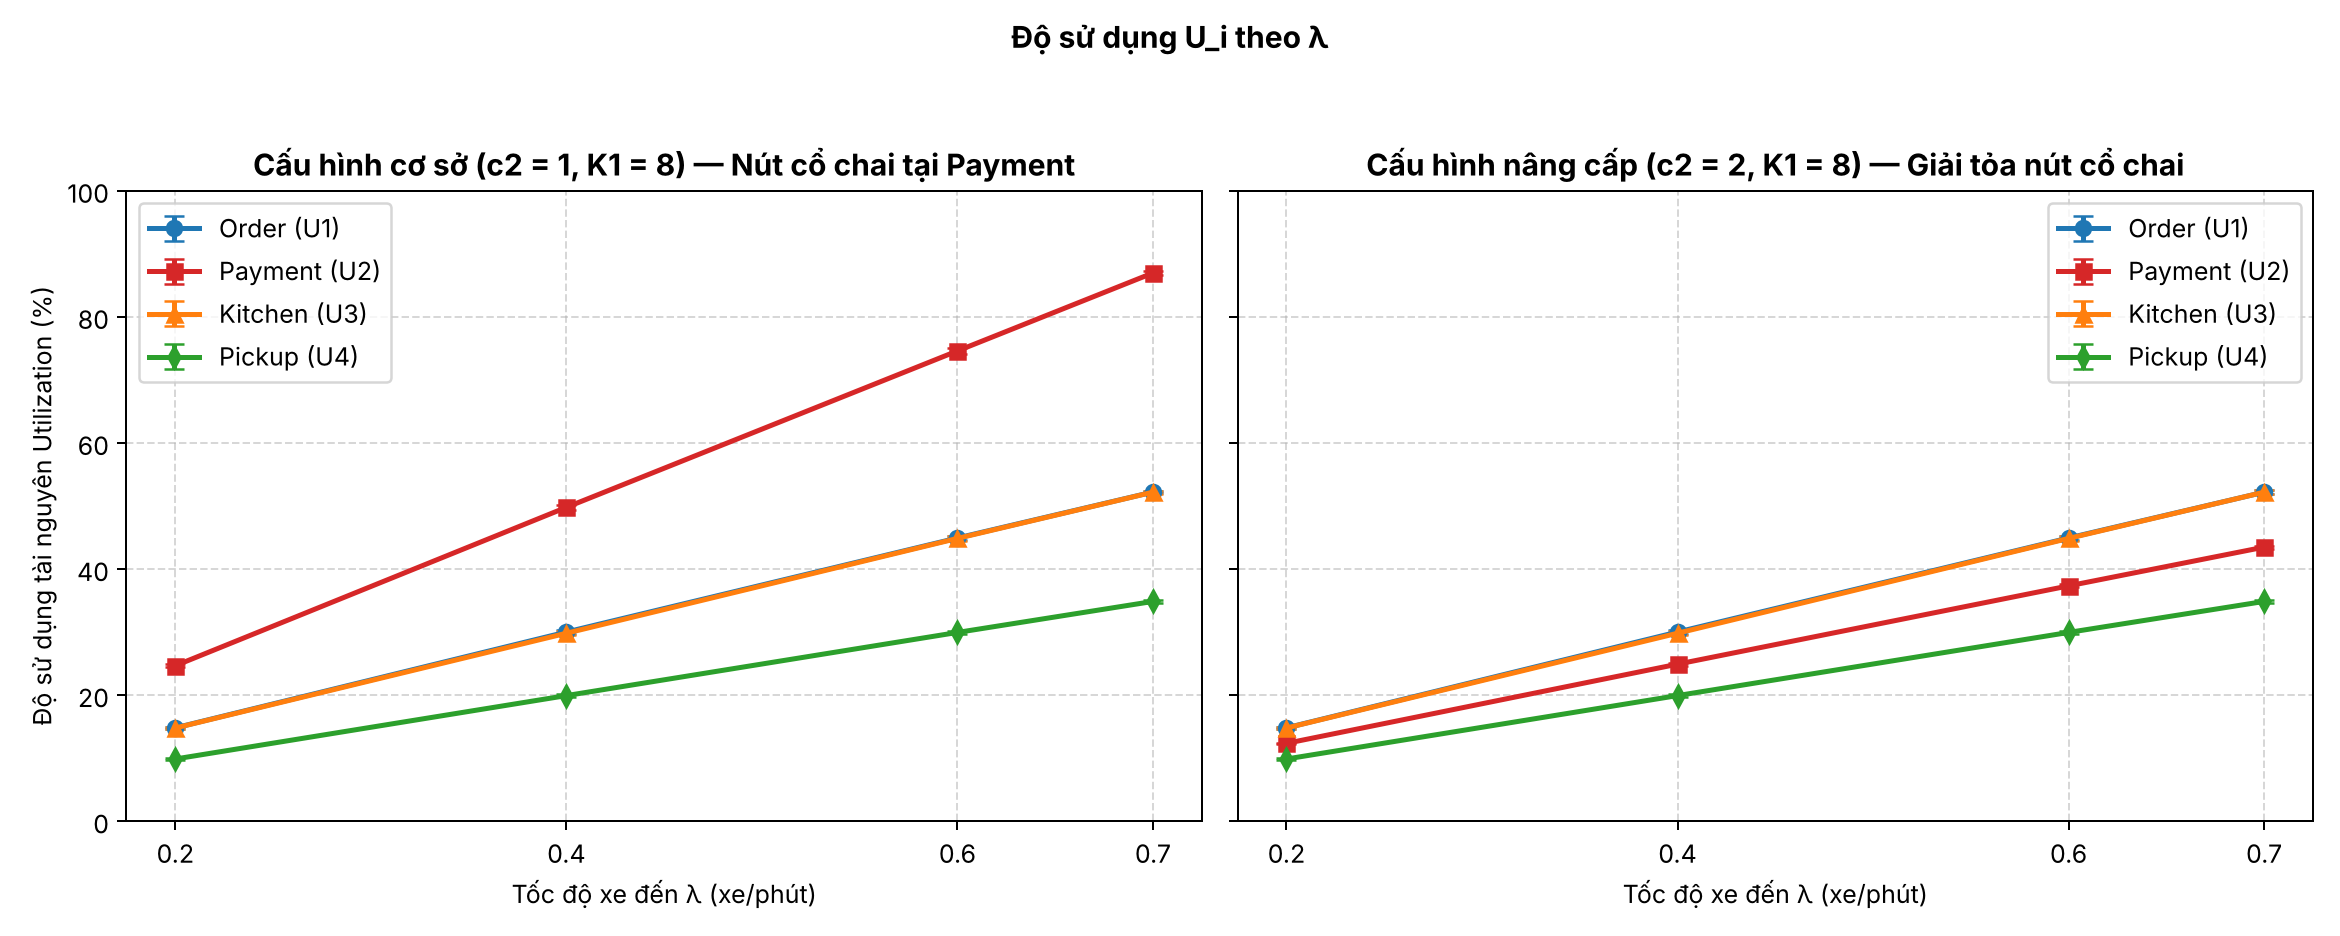 Độ sử dụng U_i theo λ
Cấu hình cơ sở (c2 = 1, K1 = 8) — Nút cổ chai tại Payment
Độ sử dụng tài nguyên Utilization (%)
100
80
60
40
20
0
Order (U1)
Payment (U2)
Kitchen (U3)
Pickup (U4)
0.2 0.4 0.6 0.7
Tốc độ xe đến λ (xe/phút)
Cấu hình nâng cấp (c2 = 2, K1 = 8) — Giải tỏa nút cổ chai
Order (U1)
Payment (U2)
Kitchen (U3)
Pickup (U4)
0.2 0.4 0.6 0.7
Tốc độ xe đến λ (xe/phút)